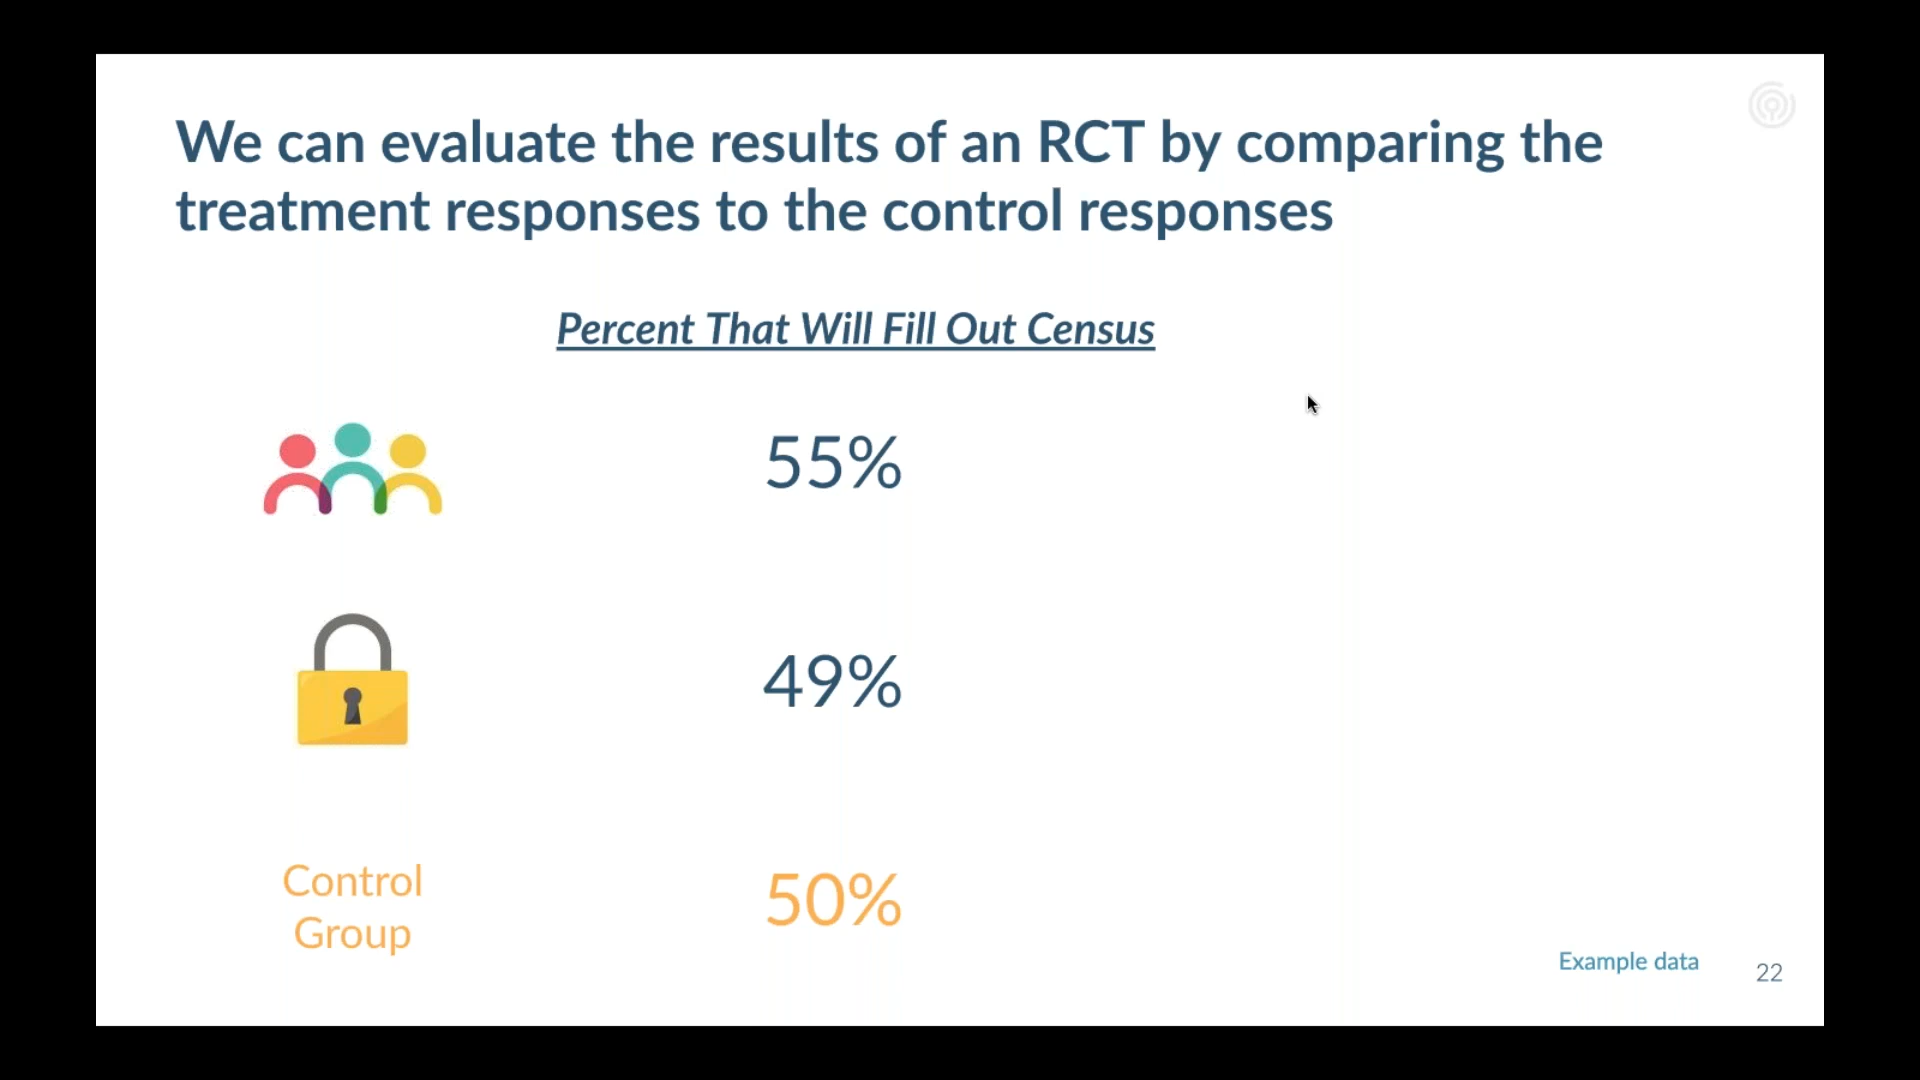 We can evaluate the results of an RCT by comparing the
treatment responses to the control responses
Percent That Will Fill Out Census
55%
49%
Control
Group
50%
Example data
22